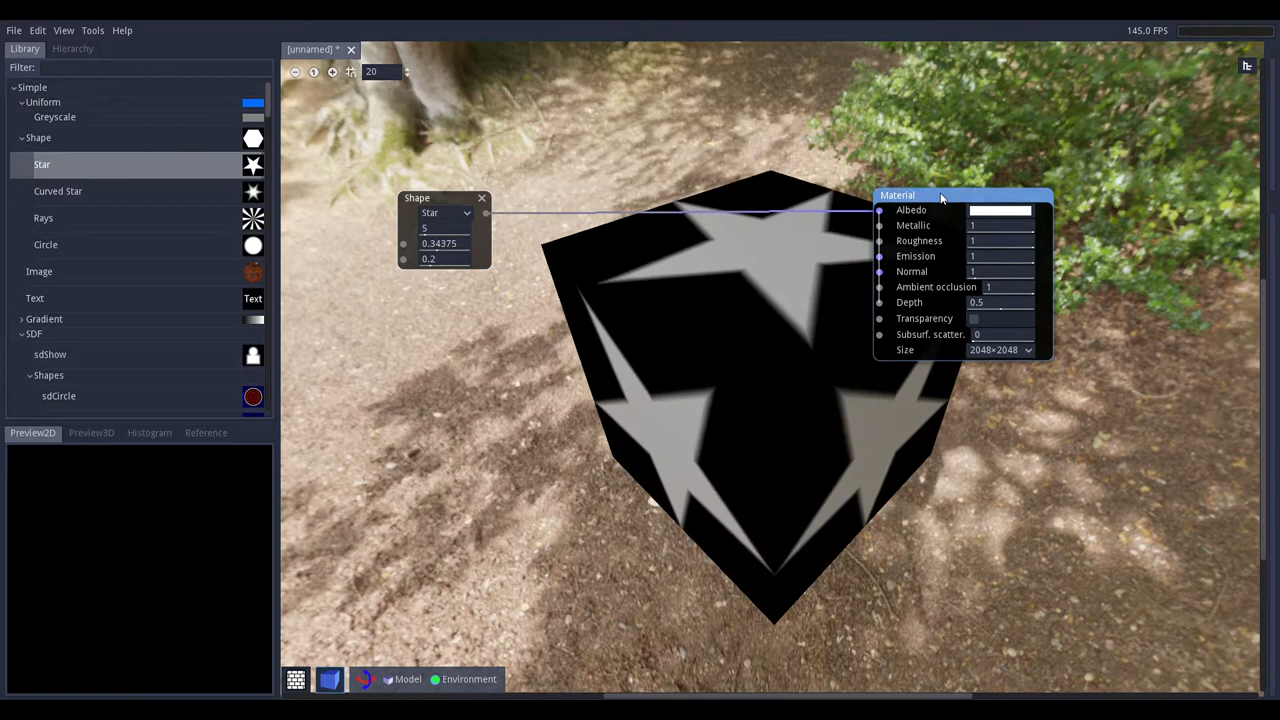 File Edit View Tools Help
145.0 FPS
Library Hierarchy
[unnamed] *
Filter:
20
Simple
Uniform
Greyscale
Shape
Star
Curved Star
Rays
Circle
Image
Text Text
Gradient
SDF
sdShow
Shapes
sdCircle
Shape
Star
5
0.34375
0.2
Material
Albedo
Metallic 1
Roughness 1
Emission 1
Normal 1
Ambient occlusion 1
Depth 0.5
Transparency
Subsurf. scatter. 0
Size 2048×2048
Preview2D Preview3D Histogram Reference
Model Environment